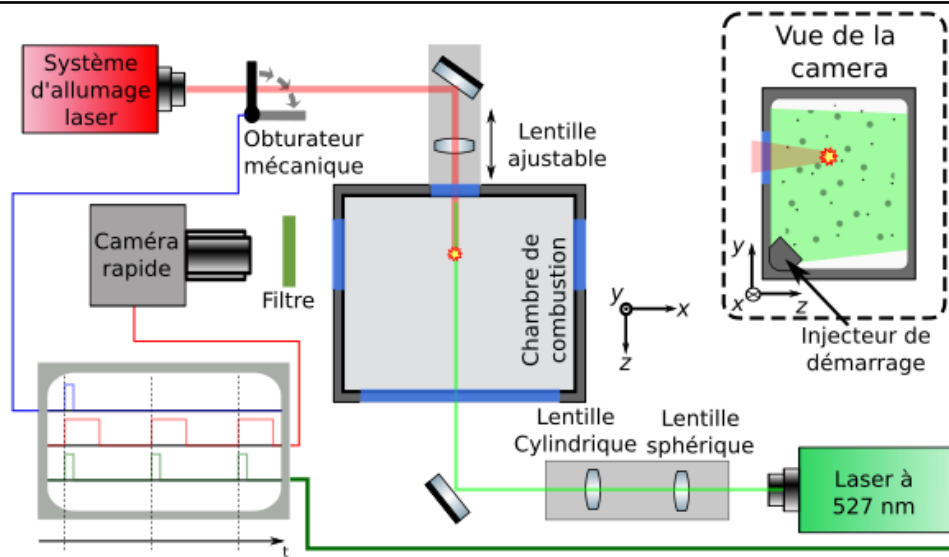 Système
d'allumage
laser
Obturateur
mécanique
Lentille
ajustable
Vue de la
camera
y
x
z
Injecteur de
démarrage
Caméra
rapide
Filtre
Chambre de
combustion
y
x
z
Lentille
Cylindrique
Lentille
sphérique
Laser à
527 nm
t